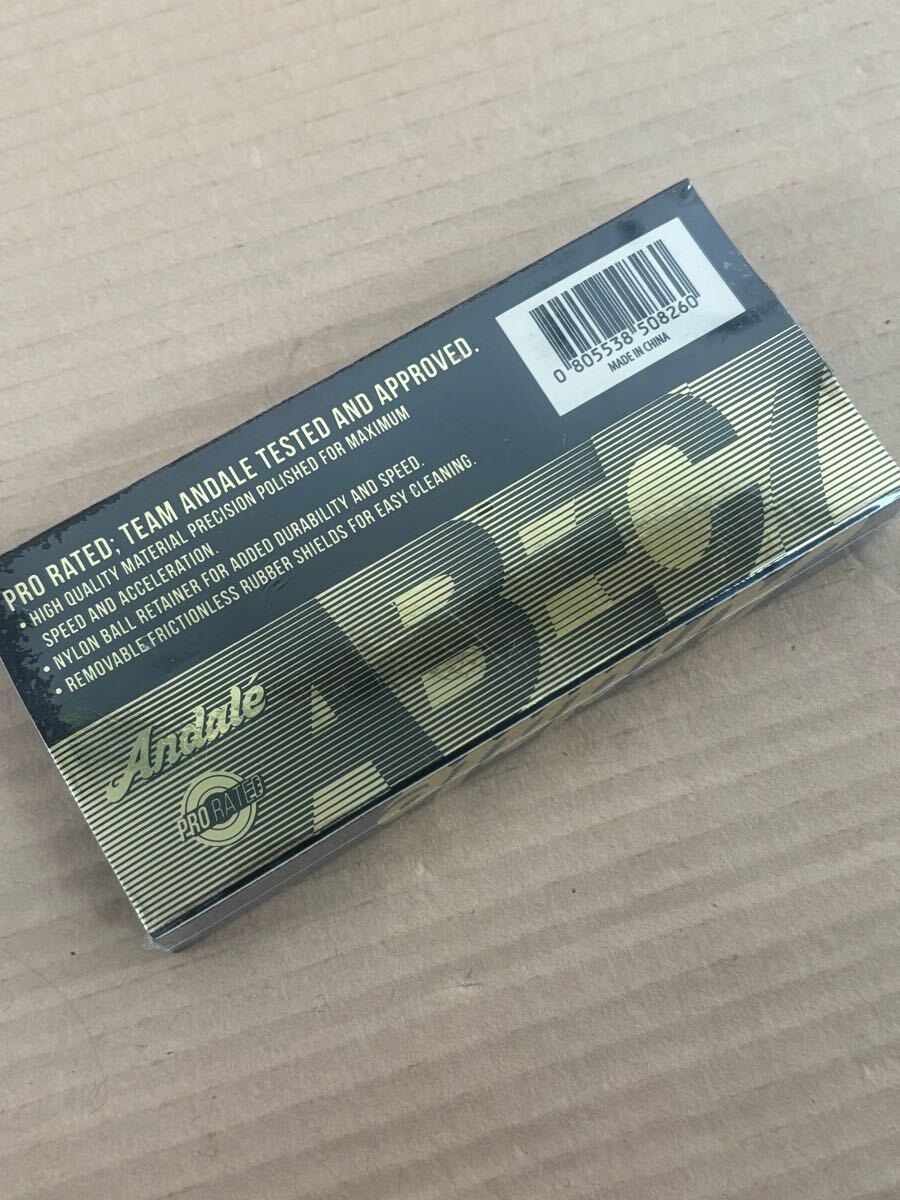 PRO RATED; TEAM ANDALE TESTED AND APPROVED.
• HIGH QUALITY MATERIAL PRECISION POLISHED FOR MAXIMUM
SPEED AND ACCELERATION.
• NYLON BALL RETAINER FOR ADDED DURABILITY AND SPEED.
• REMOVABLE FRICTIONLESS RUBBER SHIELDS FOR EASY CLEANING.
0 805538 508260
MADE IN CHINA
ABEC7
Andalé
PRO RATED